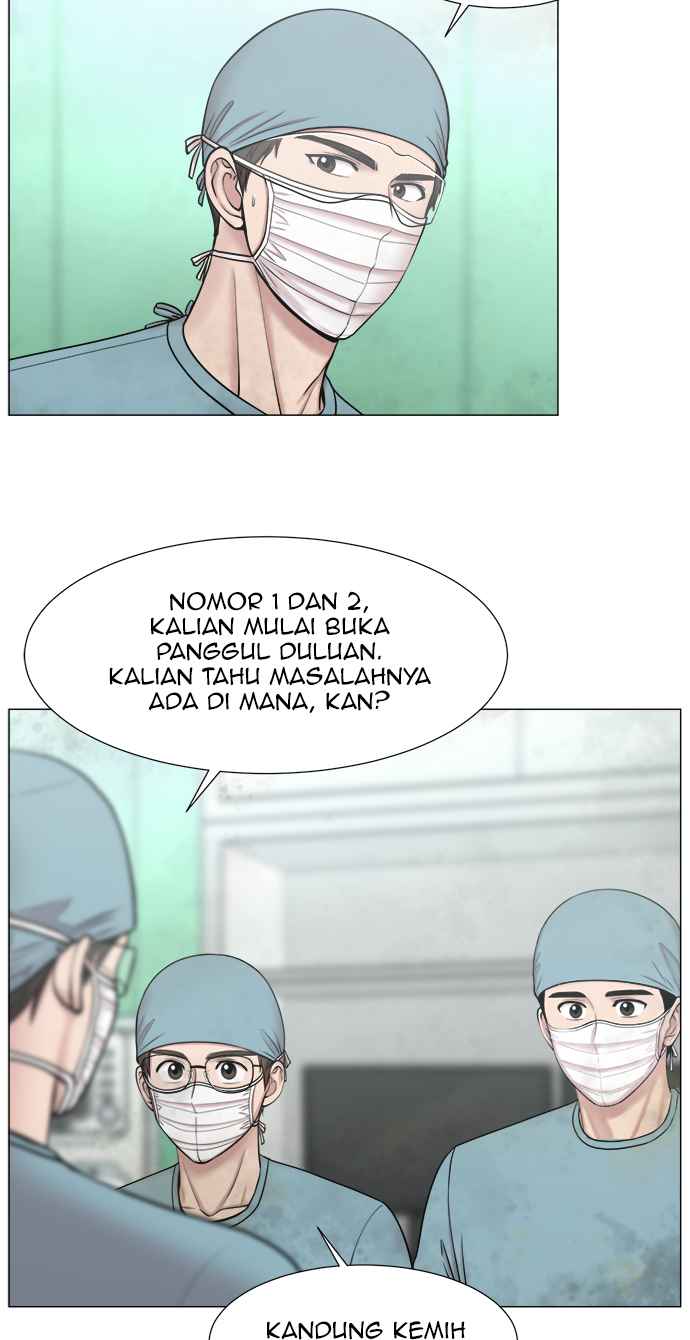 NOMOR 1 DAN 2,
KALIAN MULAI BUKA
PANGGUL DULUAN.
KALIAN TAHU MASALAHNYA
ADA DI MANA, KAN?
KANDUNG KEMIH